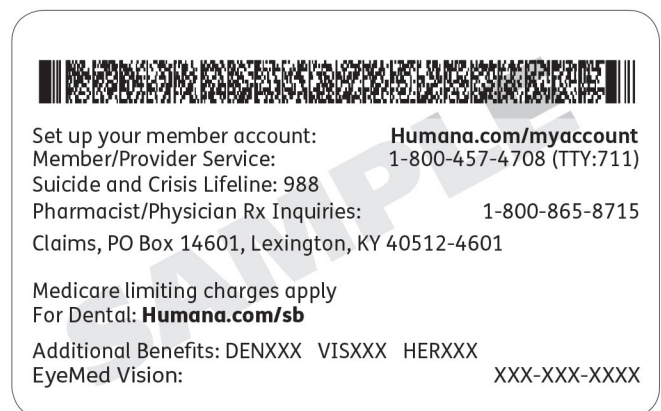 Set up your member account: Humana.com/myaccount
Member/Provider Service: 1-800-457-4708 (TTY:711)
Suicide and Crisis Lifeline: 988
Pharmacist/Physician Rx Inquiries: 1-800-865-8715
Claims, PO Box 14601, Lexington, KY 40512-4601
SAMPLE
Medicare limiting charges apply
For Dental: Humana.com/sb
Additional Benefits: DENXXX VISXXX HERXXX
EyeMed Vision: XXX-XXX-XXXX